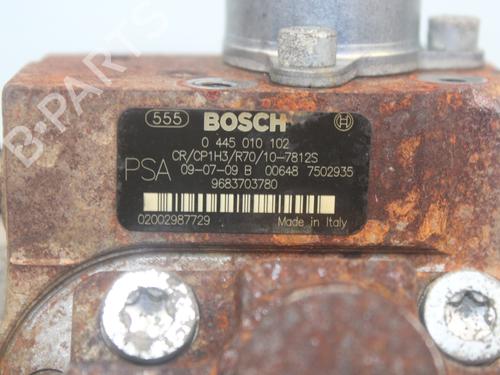 B-PARTS
555 BOSCH
0 445 010 102
CR/CP1H3/R70/10-7812S
PSA 09-07-09 B 00648 7502935
9683703780
02002987729 Made in Italy